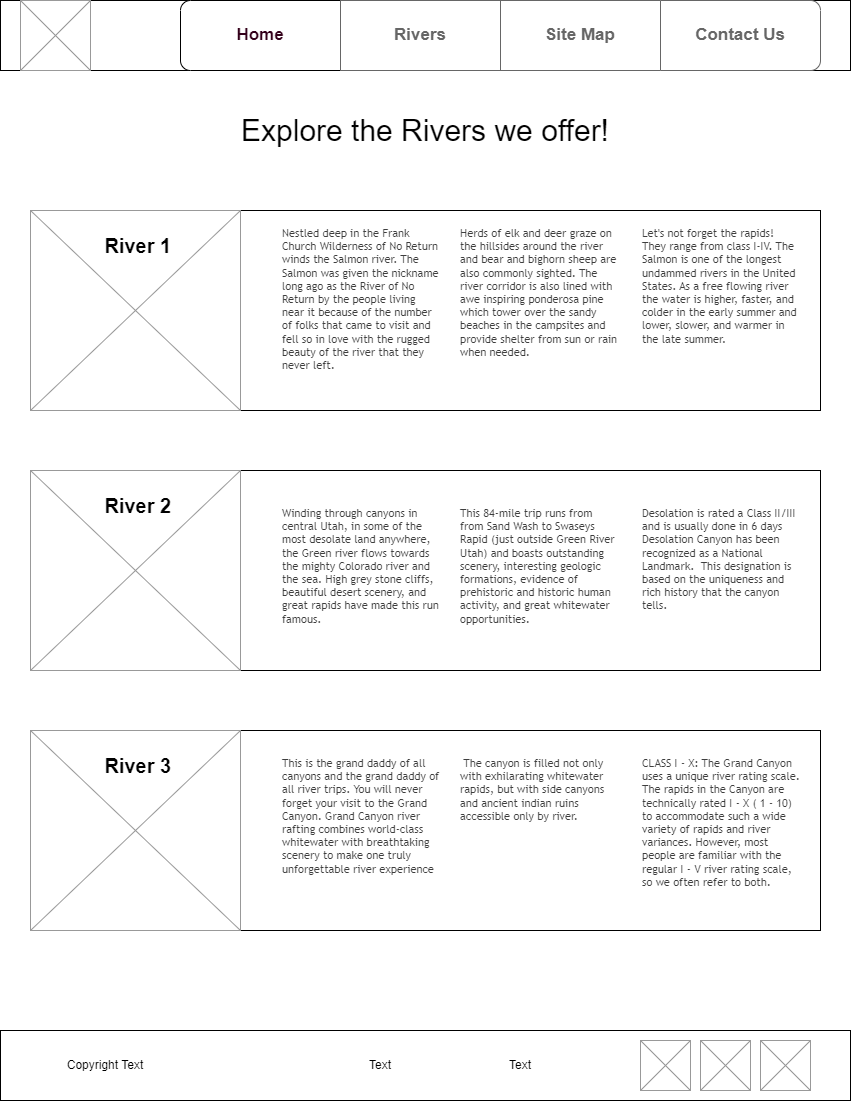 Home
Rivers
Site Map
Contact Us
Explore the Rivers we offer!
River 1
Nestled deep in the Frank
Church Wilderness of No Return
winds the Salmon river. The
Salmon was given the nickname
long ago as the River of No
Return by the people living
near it because of the number
of folks that came to visit and
fell so in love with the rugged
beauty of the river that they
never left.
Herds of elk and deer graze on
the hillsides around the river
and bear and bighorn sheep are
also commonly sighted. The
river corridor is also lined with
awe inspiring ponderosa pine
which tower over the sandy
beaches in the campsites and
provide shelter from sun or rain
when needed.
Let's not forget the rapids!
They range from class I-IV. The
Salmon is one of the longest
undammed rivers in the United
States. As a free flowing river
the water is higher, faster, and
colder in the early summer and
lower, slower, and warmer in
the late summer.
River 2
Winding through canyons in
central Utah, in some of the
most desolate land anywhere,
the Green river flows towards
the mighty Colorado river and
the sea. High grey stone cliffs,
beautiful desert scenery, and
great rapids have made this run
famous.
This 84-mile trip runs from
from Sand Wash to Swaseys
Rapid (just outside Green River
Utah) and boasts outstanding
scenery, interesting geologic
formations, evidence of
prehistoric and historic human
activity, and great whitewater
opportunities.
Desolation is rated a Class II/III
and is usually done in 6 days
Desolation Canyon has been
recognized as a National
Landmark.  This designation is
based on the uniqueness and
rich history that the canyon
tells.
River 3
This is the grand daddy of all
canyons and the grand daddy of
all river trips. You will never
forget your visit to the Grand
Canyon. Grand Canyon river
rafting combines world-class
whitewater with breathtaking
scenery to make one truly
unforgettable river experience
The canyon is filled not only
with exhilarating whitewater
rapids, but with side canyons
and ancient indian ruins
accessible only by river.
CLASS I - X: The Grand Canyon
uses a unique river rating scale.
The rapids in the Canyon are
technically rated I - X ( 1 - 10)
to accommodate such a wide
variety of rapids and river
variances. However, most
people are familiar with the
regular I - V river rating scale,
so we often refer to both.
Copyright Text
Text
Text